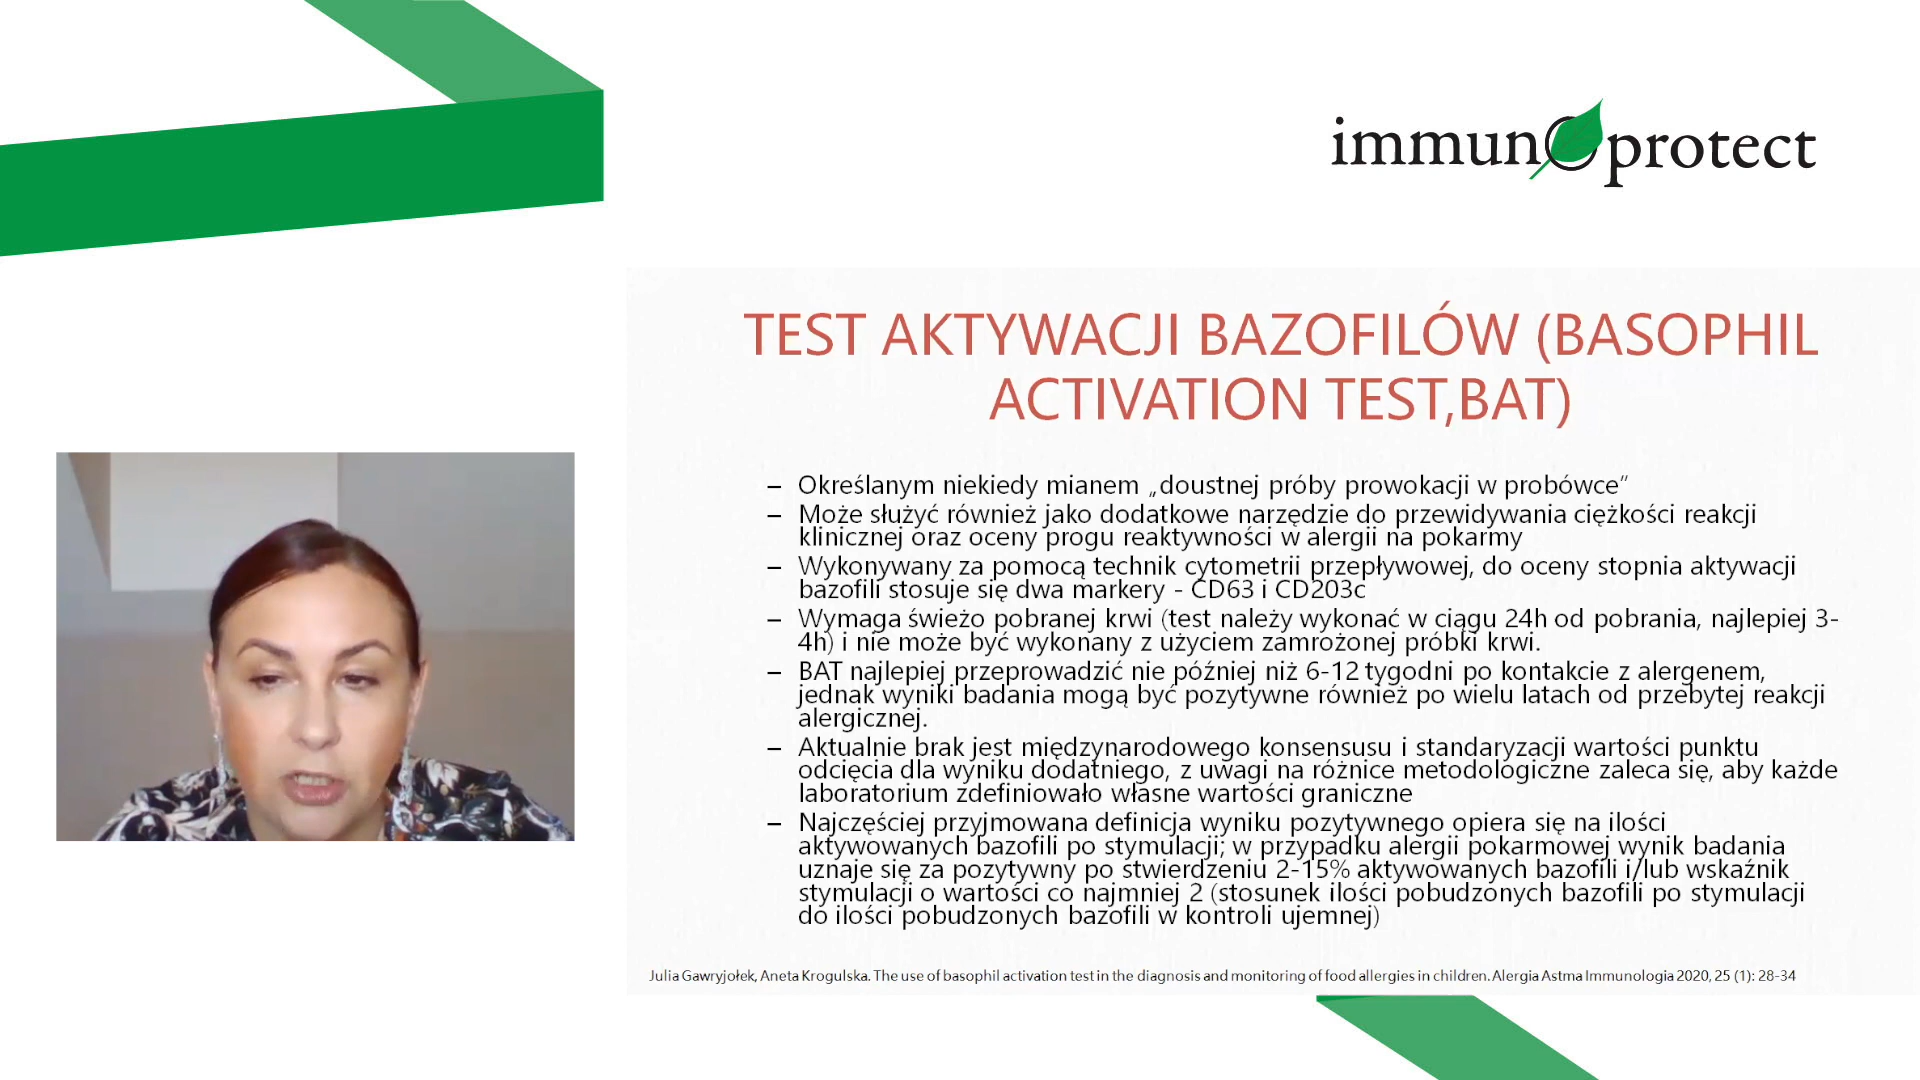 immunoprotect
TEST AKTYWACJI BAZOFILÓW (BASOPHIL
ACTIVATION TEST,BAT)
– Określanym niekiedy mianem „doustnej próby prowokacji w probówce”
– Może służyć również jako dodatkowe narzędzie do przewidywania ciężkości reakcji
klinicznej oraz oceny progu reaktywności w alergii na pokarmy
– Wykonywany za pomocą technik cytometrii przepływowej, do oceny stopnia aktywacji
bazofili stosuje się dwa markery - CD63 i CD203c
– Wymaga świeżo pobranej krwi (test należy wykonać w ciągu 24h od pobrania, najlepiej 3-
4h) i nie może być wykonany z użyciem zamrożonej próbki krwi.
– BAT najlepiej przeprowadzić nie później niż 6-12 tygodni po kontakcie z alergenem,
jednak wyniki badania mogą być pozytywne również po wielu latach od przebytej reakcji
alergicznej.
– Aktualnie brak jest międzynarodowego konsensusu i standaryzacji wartości punktu
odcięcia dla wyniku dodatniego, z uwagi na różnice metodologiczne zaleca się, aby każde
laboratorium zdefiniowało własne wartości graniczne
– Najczęściej przyjmowana definicja wyniku pozytywnego opiera się na ilości
aktywowanych bazofili po stymulacji; w przypadku alergii pokarmowej wynik badania
uznaje się za pozytywny po stwierdzeniu 2-15% aktywowanych bazofili i/lub wskaźnik
stymulacji o wartości co najmniej 2 (stosunek ilości pobudzonych bazofili po stymulacji
do ilości pobudzonych bazofili w kontroli ujemnej)
Julia Gawryjołek, Aneta Krogulska. The use of basophil activation test in the diagnosis and monitoring of food allergies in children. Alergia Astma Immunologia 2020, 25 (1): 28-34